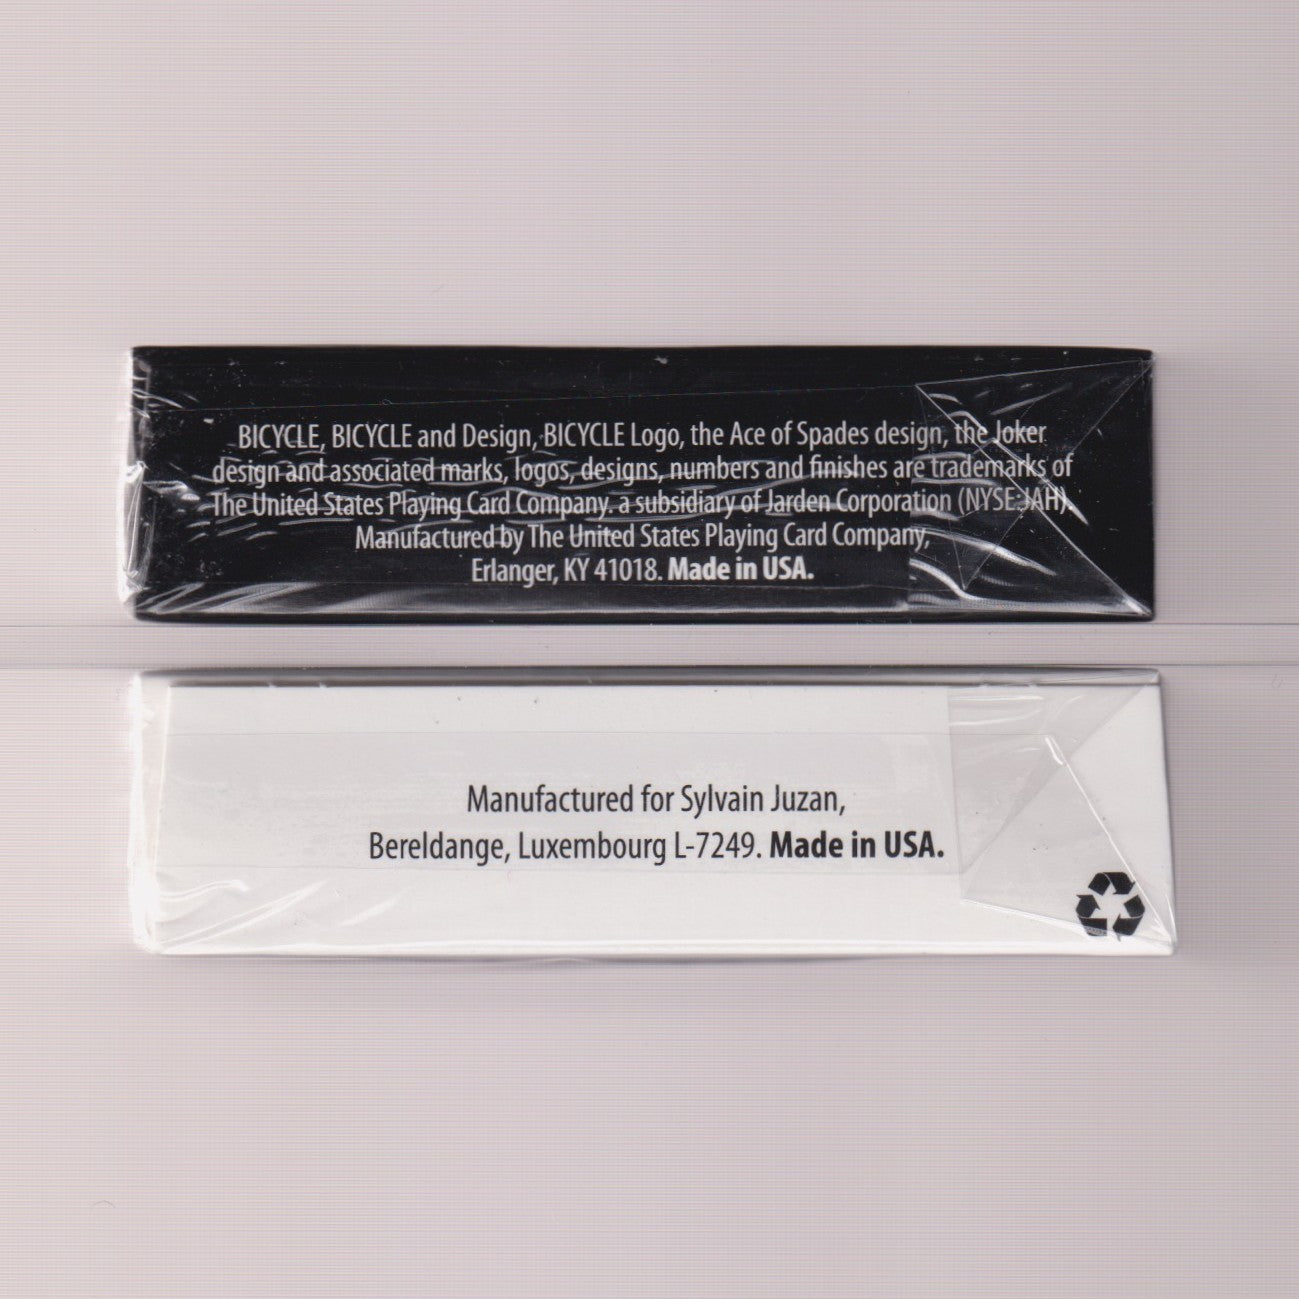 BICYCLE, BICYCLE and Design, BICYCLE Logo, the Ace of Spades design, the Joker
design and associated marks, logos, designs, numbers and finishes are trademarks of
The United States Playing Card Company. a subsidiary of Jarden Corporation (NYSE:JAH).
Manufactured by The United States Playing Card Company,
Erlanger, KY 41018. Made in USA.
Manufactured for Sylvain Juzan,
Bereldange, Luxembourg L-7249. Made in USA.